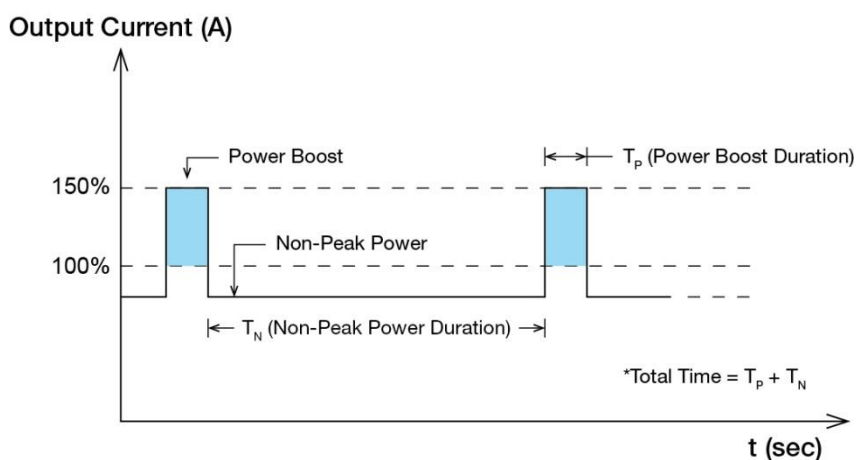 Output Current (A)
Power Boost
T_P (Power Boost Duration)
150%
Non-Peak Power
100%
T_N (Non-Peak Power Duration)
*Total Time = T_P + T_N
t (sec)